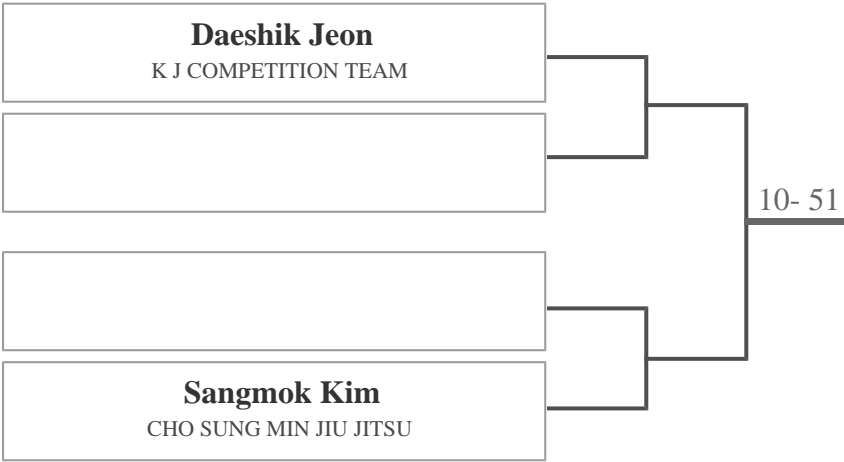 Daeshik Jeon
K J COMPETITION TEAM
10- 51
Sangmok Kim
CHO SUNG MIN JIU JITSU